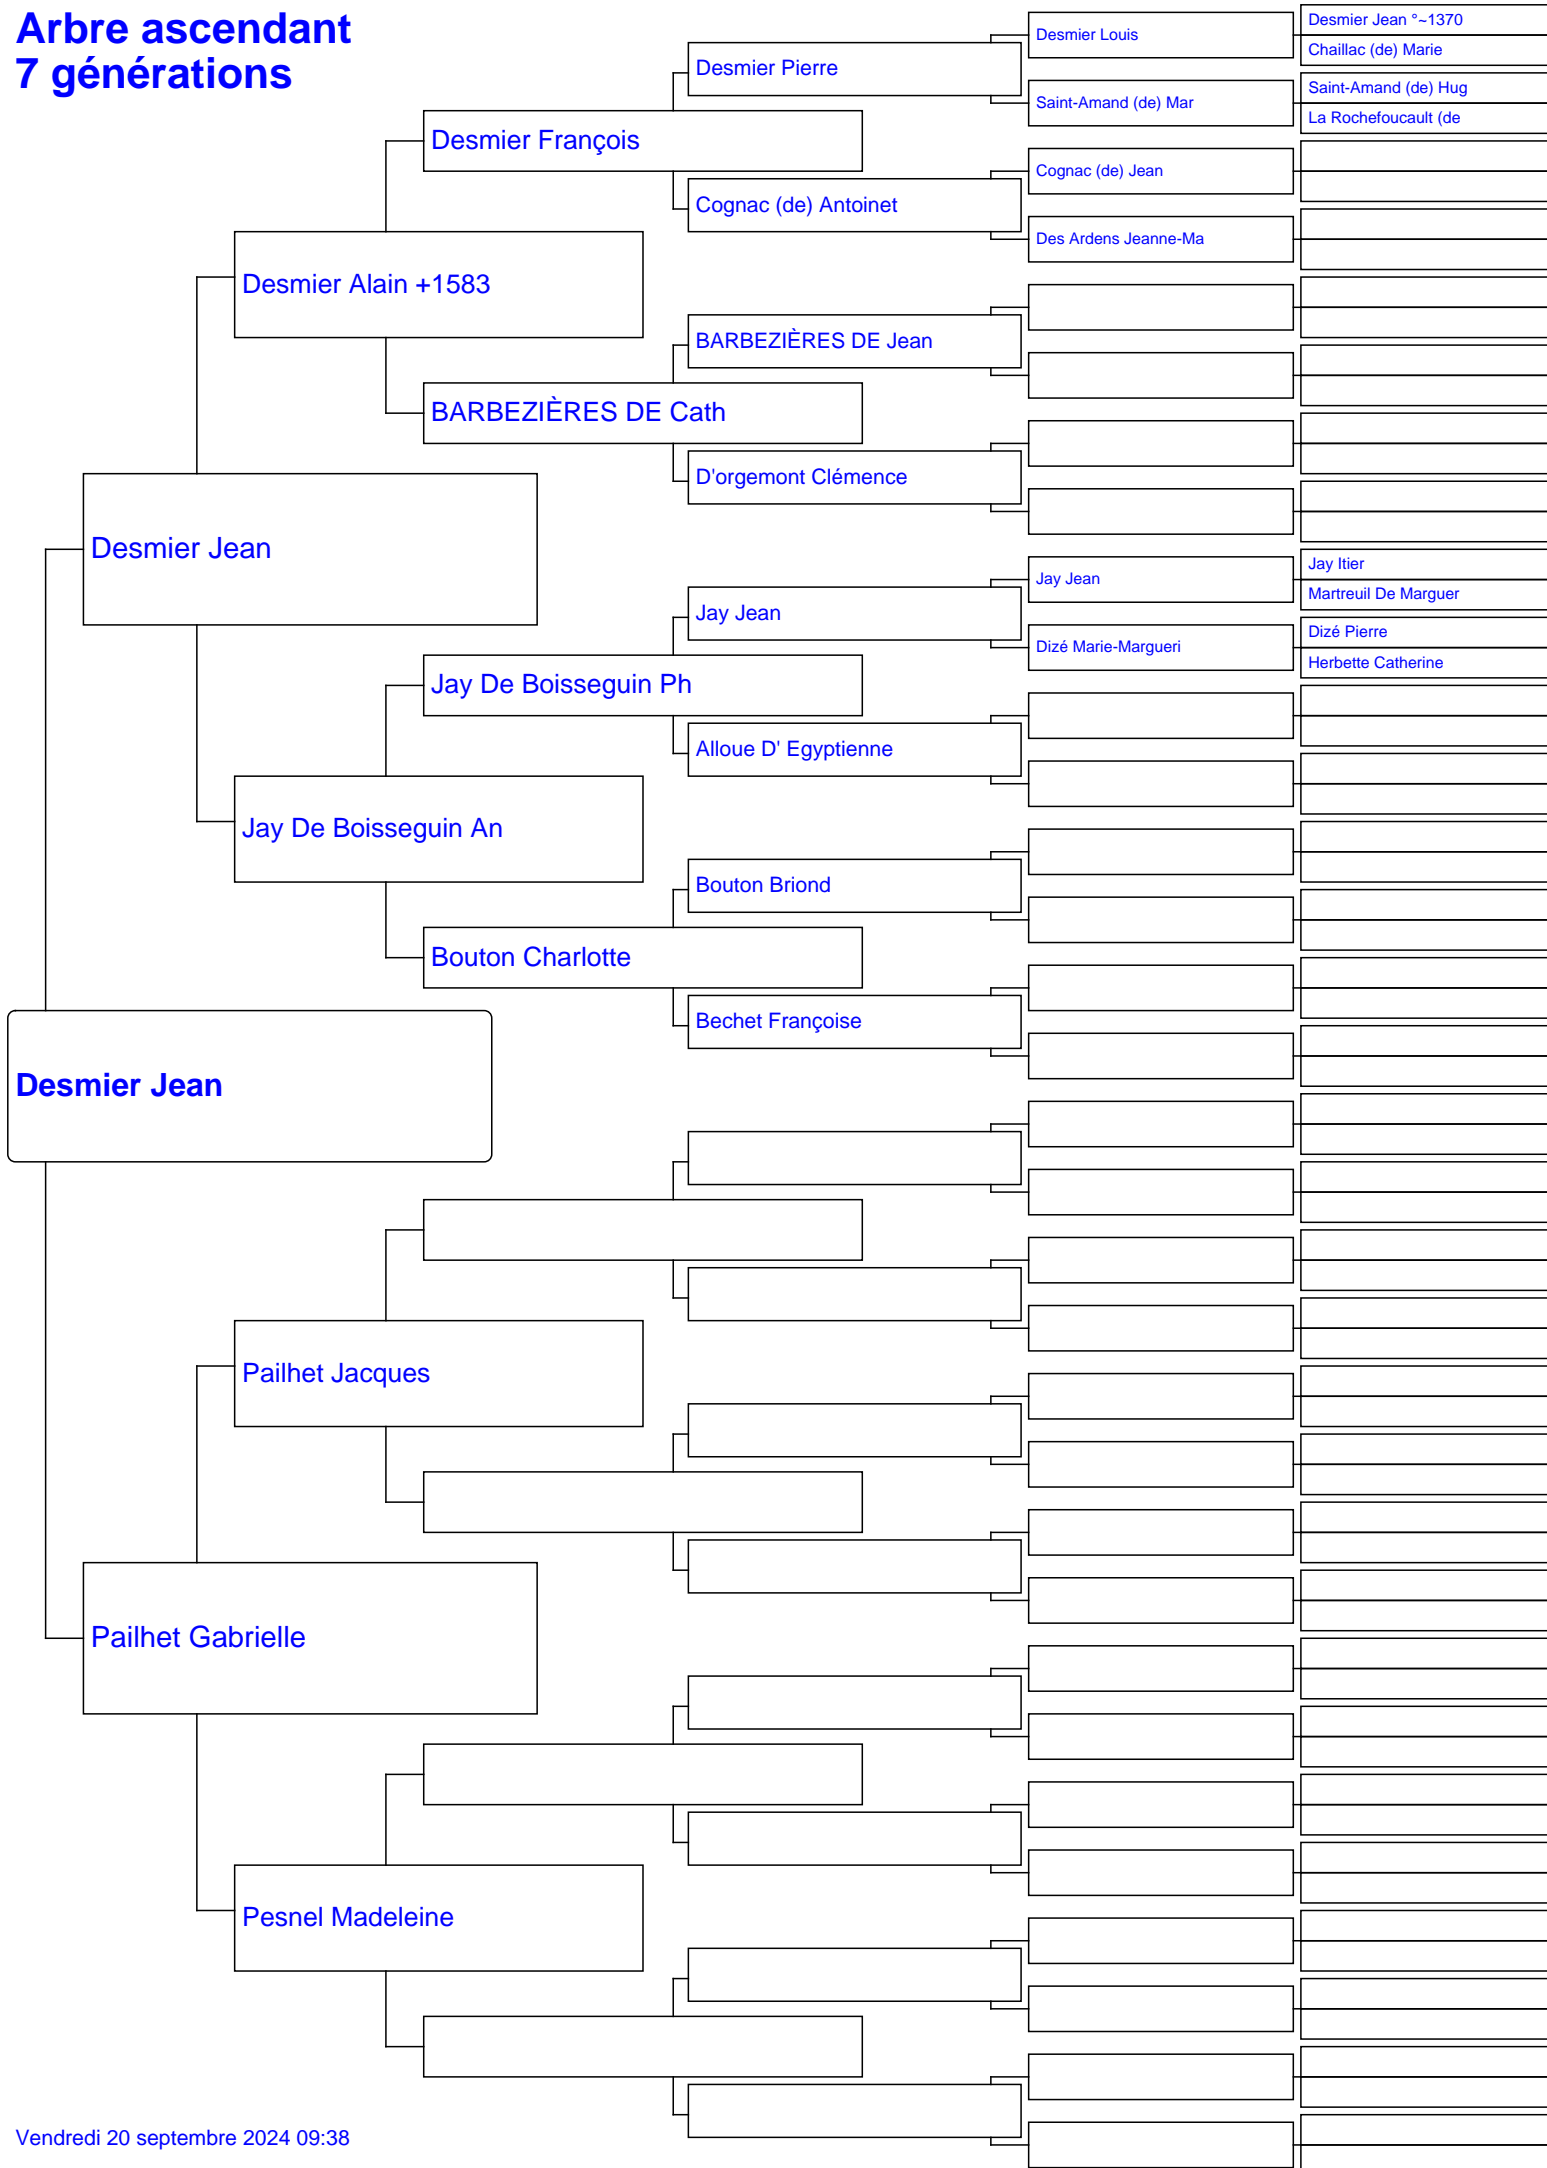 Arbre ascendant
7 générations
Desmier Jean °~1370
Desmier Louis
Chaillac (de) Marie
Desmier Pierre
Saint-Amand (de) Hug
Saint-Amand (de) Mar
La Rochefoucault (de
Desmier François
Cognac (de) Jean
Cognac (de) Antoinet
Des Ardens Jeanne-Ma
Desmier Alain +1583
BARBEZIÈRES DE Jean
BARBEZIÈRES DE Cath
D'orgemont Clémence
Desmier Jean
Jay Itier
Jay Jean
Martreuil De Marguer
Jay Jean
Dizé Pierre
Dizé Marie-Margueri
Herbette Catherine
Jay De Boisseguin Ph
Alloue D' Egyptienne
Jay De Boisseguin An
Bouton Briond
Bouton Charlotte
Bechet Françoise
Desmier Jean
Pailhet Jacques
Pailhet Gabrielle
Pesnel Madeleine
Vendredi 20 septembre 2024 09:38